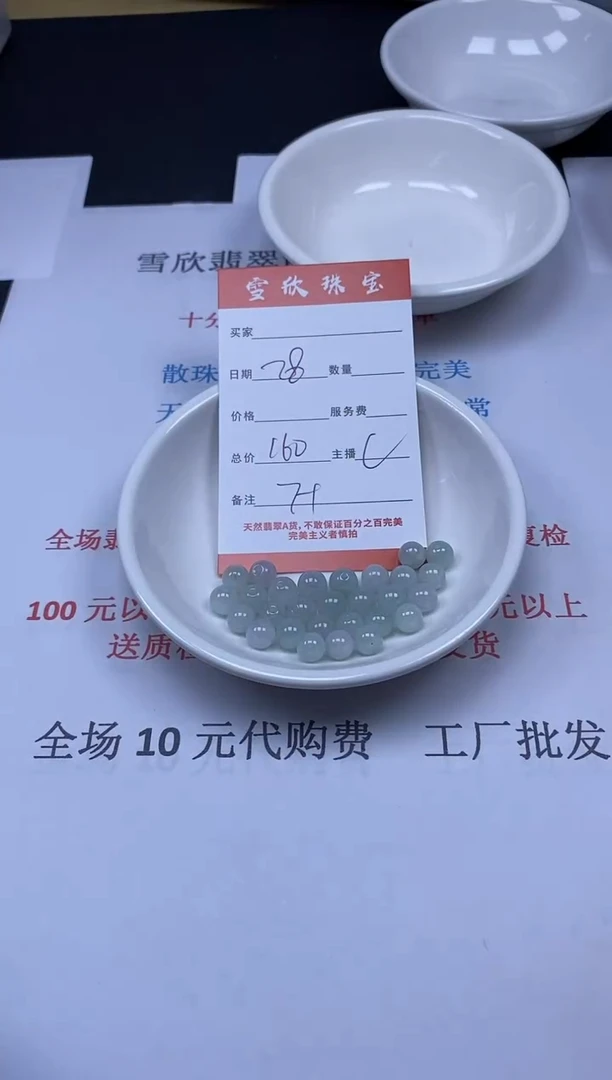 雪欣翡翠
十分
散珠 完美
天 常
雪欣珠宝
买家
日期 28 数量
价格 服务费
总价 160 主播
备注
天然翡翠A货,不敢保证百分之百完美
完美主义者慎拍
全场翡 复检
100 元以 元以上
送质检 发货
全场 10 元代购费 工厂批发